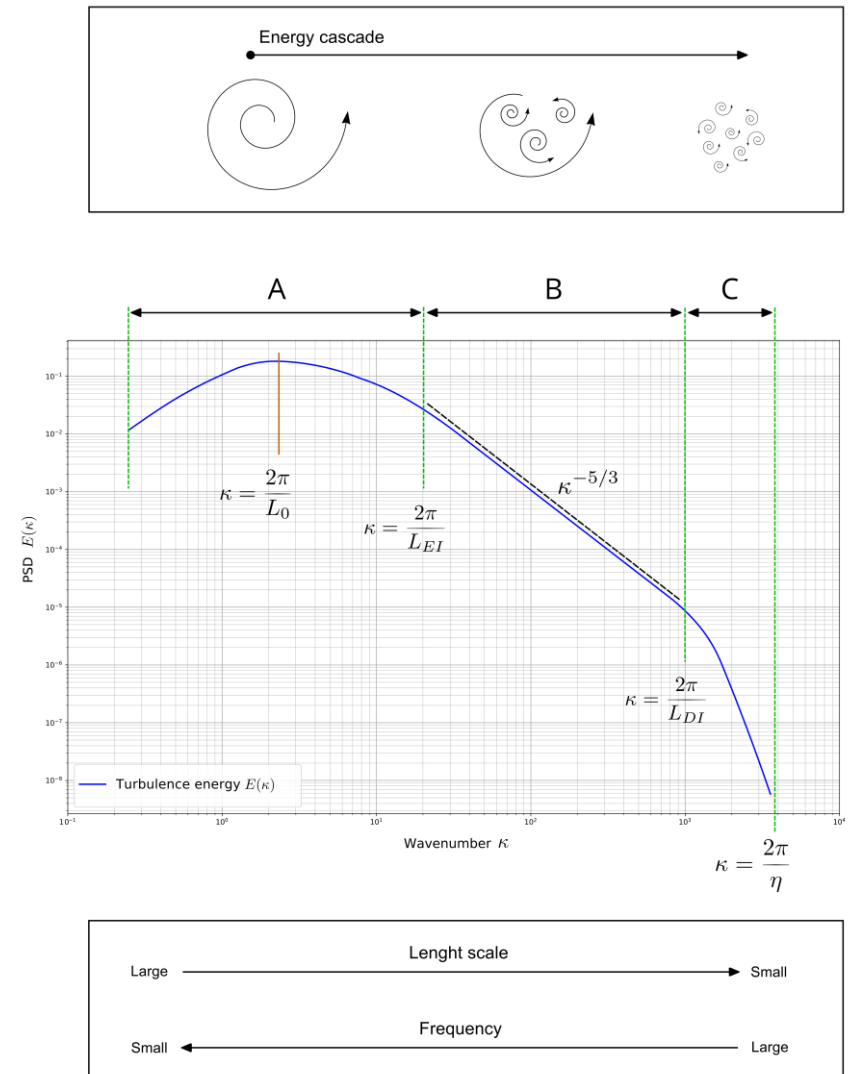 Energy cascade
A B C
10⁻¹
10⁻²
10⁻³
10⁻⁴
10⁻⁵
10⁻⁶
10⁻⁷
10⁻⁸
PSD E(κ)
κ = 2π/L₀
κ = 2π/L_EI
κ^−5/3
κ = 2π/L_DI
Turbulence energy E(κ)
10⁻¹ 10⁰ 10¹ 10² 10³ 10⁴
Wavenumber κ
κ = 2π/η
Lenght scale
Large Small
Frequency
Small Large